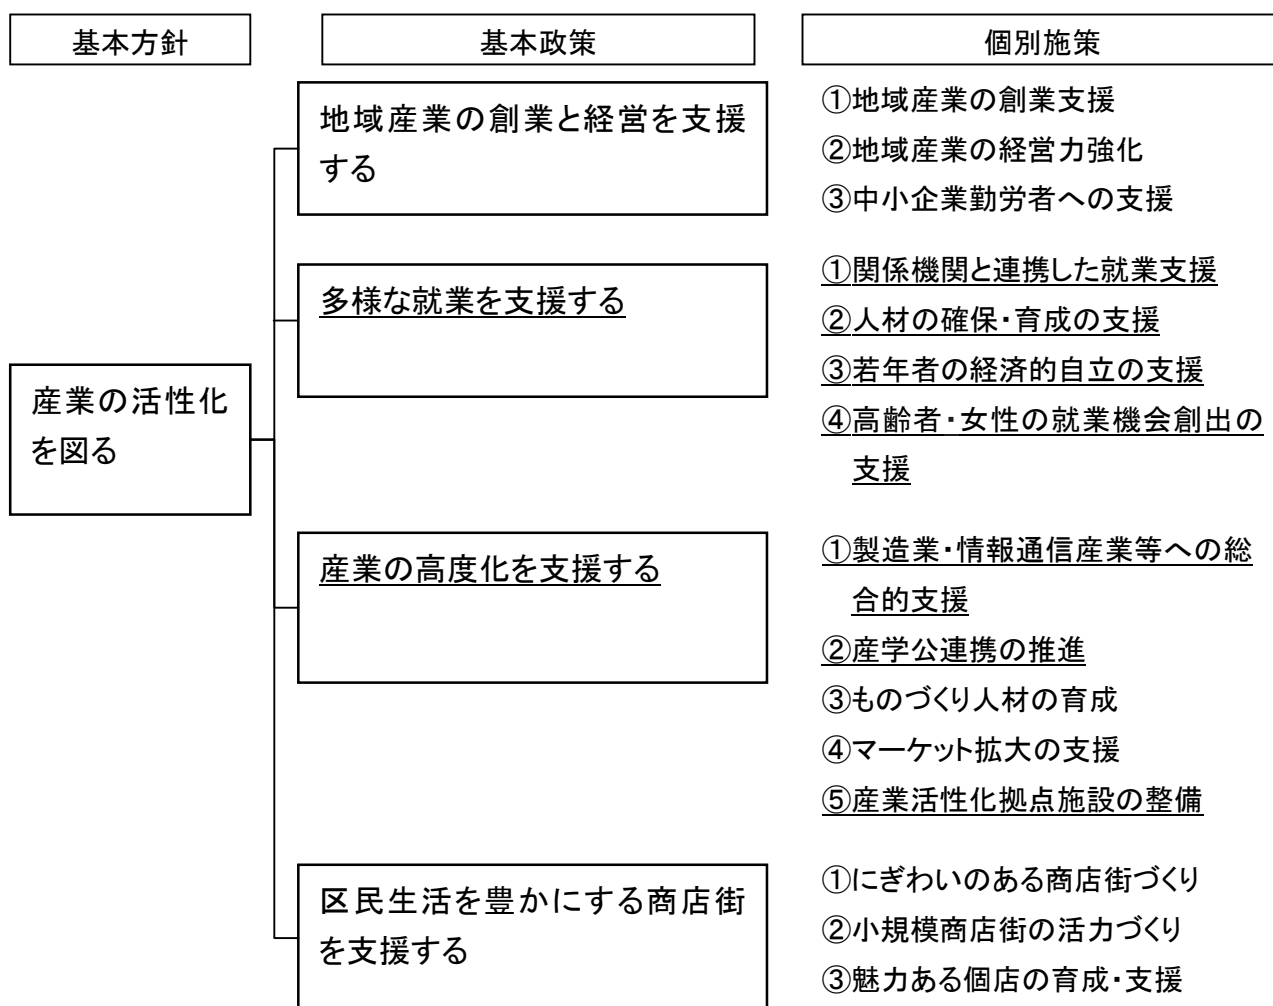 基本方針
基本政策
個別施策
産業の活性化
を図る
地域産業の創業と経営を支援
する
①地域産業の創業支援
②地域産業の経営力強化
③中小企業勤労者への支援
多様な就業を支援する
①関係機関と連携した就業支援
②人材の確保・育成の支援
③若年者の経済的自立の支援
④高齢者・女性の就業機会創出の
支援
産業の高度化を支援する
①製造業・情報通信産業等への総
合的支援
②産学公連携の推進
③ものづくり人材の育成
④マーケット拡大の支援
⑤産業活性化拠点施設の整備
区民生活を豊かにする商店街
を支援する
①にぎわいのある商店街づくり
②小規模商店街の活力づくり
③魅力ある個店の育成・支援